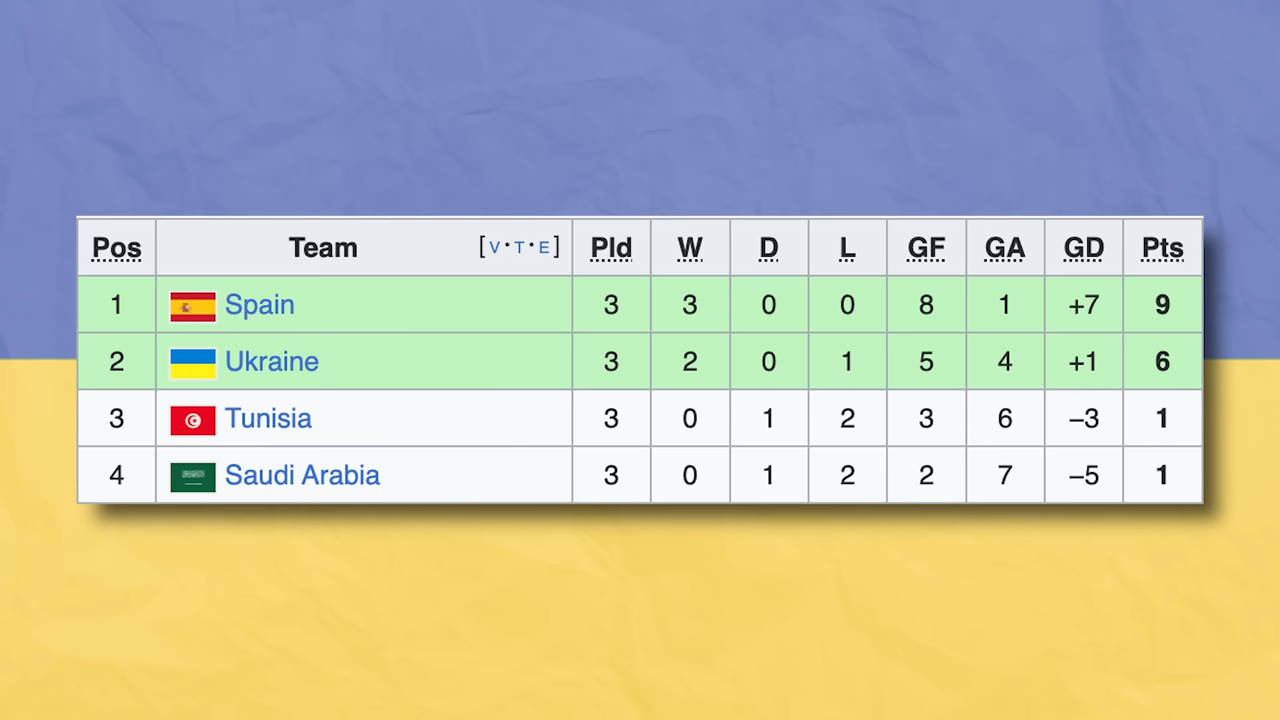 Pos Team [V·T·E] Pld W D L GF GA GD Pts
1 Spain 3 3 0 0 8 1 +7 9
2 Ukraine 3 2 0 1 5 4 +1 6
3 Tunisia 3 0 1 2 3 6 −3 1
4 Saudi Arabia 3 0 1 2 2 7 −5 1